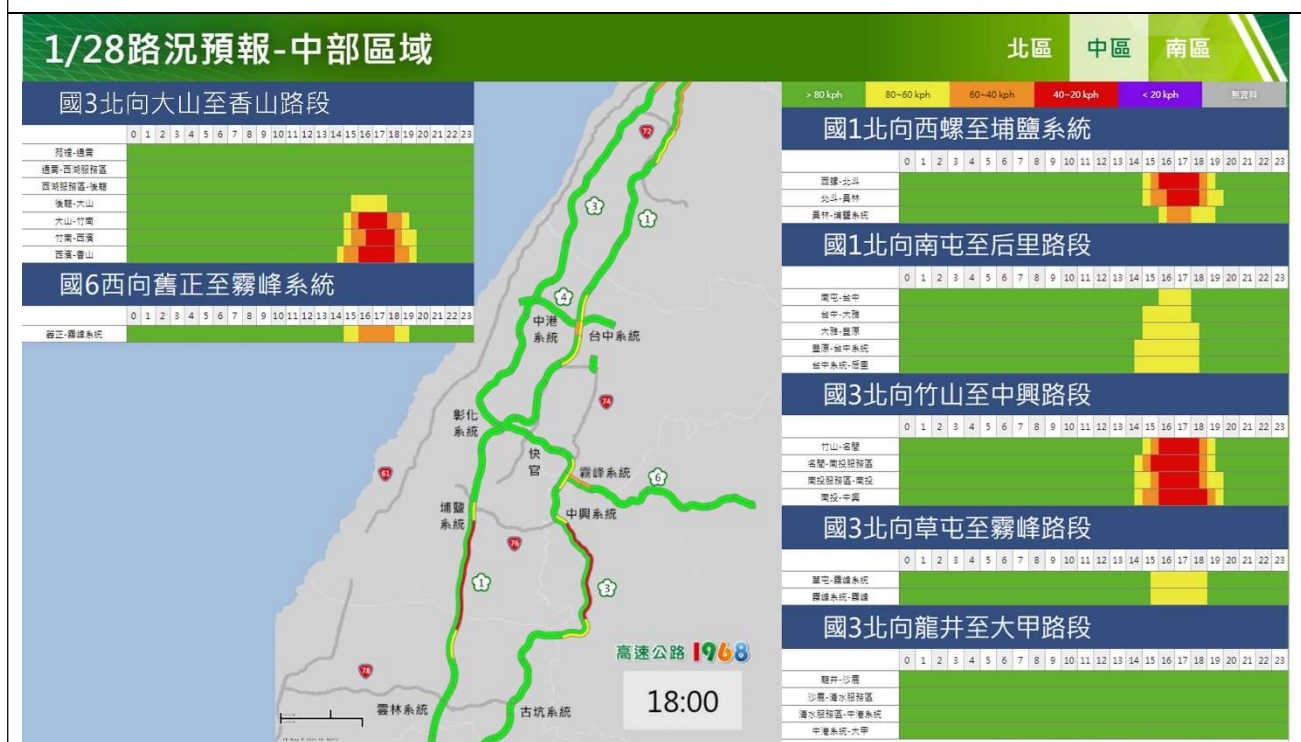 1/28路況預報-中部區域
北區 中區 南區
國3北向大山至香山路段
0 1 2 3 4 5 6 7 8 9 10 11 12 13 14 15 16 17 18 19 20 21 22 23
苑裡-通霄
通霄-西湖服務區
西湖服務區-後龍
後龍-大山
大山-竹南
竹南-西濱
西濱-香山
國6西向舊正至霧峰系統
0 1 2 3 4 5 6 7 8 9 10 11 12 13 14 15 16 17 18 19 20 21 22 23
舊正-霧峰系統
72
3
1
4
中港
系統
台中系統
74
彰化
系統
快
官
霧峰系統
6
61
埔鹽
系統
中興系統
76
1
3
高速公路1968
78
雲林系統
古坑系統
18:00
> 80 kph 80~60 kph 60~40 kph 40~20 kph < 20 kph 無資料
國1北向西螺至埔鹽系統
0 1 2 3 4 5 6 7 8 9 10 11 12 13 14 15 16 17 18 19 20 21 22 23
西螺-北斗
北斗-員林
員林-埔鹽系統
國1北向南屯至后里路段
0 1 2 3 4 5 6 7 8 9 10 11 12 13 14 15 16 17 18 19 20 21 22 23
南屯-台中
台中-大雅
大雅-豐原
豐原-台中系統
台中系統-后里
國3北向竹山至中興路段
0 1 2 3 4 5 6 7 8 9 10 11 12 13 14 15 16 17 18 19 20 21 22 23
竹山-名間
名間-南投服務區
南投服務區-南投
南投-中興
國3北向草屯至霧峰路段
0 1 2 3 4 5 6 7 8 9 10 11 12 13 14 15 16 17 18 19 20 21 22 23
草屯-霧峰系統
霧峰系統-霧峰
國3北向龍井至大甲路段
0 1 2 3 4 5 6 7 8 9 10 11 12 13 14 15 16 17 18 19 20 21 22 23
龍井-沙鹿
沙鹿-清水服務區
清水服務區-中港系統
中港系統-大甲